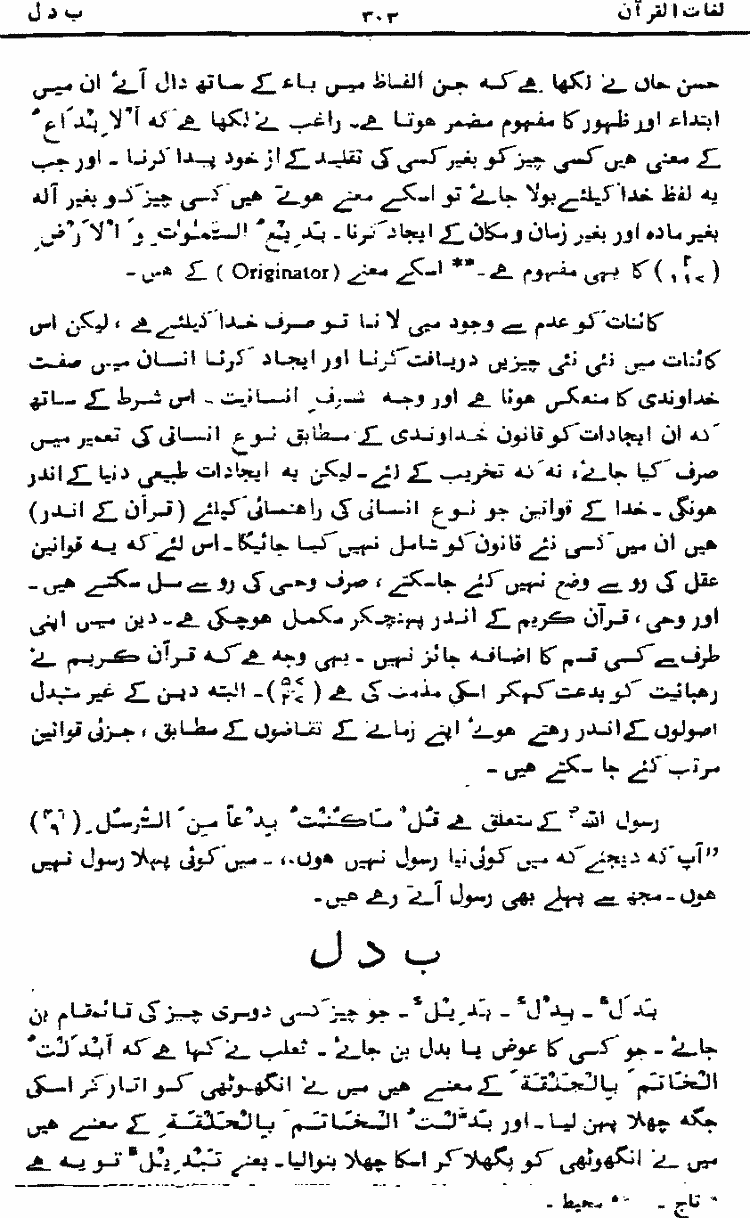 لغات القرآن ۳۰۳ ب د ل
حسن خاں نے لکھا ہے کہ جن الفاظ میں باء کے ساتھ دال آئے ان میں
ابتداء اور ظہور کا مفہوم مضمر ہوتا ہے۔ راغب نے لکھا ہے کہ اَلْاِبْدَاعُ
کے معنی ہیں کسی چیز کو بغیر کسی کی تقلید کے از خود پیدا کرنا ۔ اور جب
یہ لفظ خدا کیلئے بولا جائے تو اسکے معنے ہوتے ہیں کسی چیز کو بغیر آلہ
بغیر مادہ اور بغیر زمان و مکان کے ایجاد کرنا۔ بَدِیْعُ السَّمٰوٰتِ وَ الْاَرْضِ
(۲/۱۱۷) کا یہی مفہوم ہے۔** اسکے معنے (Originator) کے ہیں۔
کائنات کو عدم سے وجود میں لانا تو صرف خدا کیلئے ہے ، لیکن اس
کائنات میں نئی نئی چیزیں دریافت کرنا اور ایجاد کرنا انسان میں صفت
خداوندی کا منعکس ہونا ہے اور وجہ شرفِ انسانیت ۔ اس شرط کے ساتھ
کہ ان ایجادات کو قانون خداوندی کے مطابق نوع انسانی کی تعمیر میں
صرف کیا جائے، نہ کہ تخریب کے لئے۔ لیکن یہ ایجادات طبیعی دنیا کے اندر
ہونگی ۔ خدا کے قوانین جو نوع انسانی کی راہنمائی کیلئے (قرآن کے اندر)
ہیں ان میں کسی نئے قانون کو شامل نہیں کیا جائیگا۔ اس لئے کہ یہ قوانین
عقل کی رو سے وضع نہیں کئے جاسکتے ، صرف وحی کی رو سے مل سکتے ہیں۔
اور وحی، قرآن کریم کے اندر پہنچکر مکمل ہوچکی ہے۔ دین میں اپنی
طرف سے کسی قسم کا اضافہ جائز نہیں ۔ یہی وجہ ہے کہ قرآن کریم نے
رهبانیت کو بدعت کہکر اسکی مذمت کی ہے (۵۷/۲۷)۔ البتہ دین کے غیر متبدل
اصولوں کے اندر رہتے ہوئے اپنے زمانے کے تقاضوں کے مطابق ، جزئی قوانین
مرتب کئے جا سکتے ہیں ۔
رسول اللہ ؐ کے متعلق ہے قُلْ مَاكُنْتُ بِدْعاً مِنَ الرُّسُلِ (۴۶/۹)
”آپ کہ دیجئے کہ میں کوئی نیا رسول نہیں ہوں،، ۔ میں کوئی پہلا رسول نہیں
ہوں۔ مجھ سے پہلے بھی رسول آتے رہے ہیں۔
ب د ل
بَدَلٌ ۔ بِدْلٌ ۔ بَدِیْلٌ ۔ جو چیز کسی دوسری چیز کی قائمقام بن
جائے ۔ جو کسی کا عوض یا بدل بن جائے ۔ ثعلب نے کہا ہے کہ اَبْدَلْتُ
الْخَاتَمَ بِالْحَلْقَةِ کے معنے ہیں میں نے انگھوٹھی کو اتار کر اسکی
جگہ چھلا پہن لیا۔ اور بَدَّلْتُ الْخَاتَمَ بِالْحَلْقَةِ کے معنے ہیں
میں نے انگھوٹھی کو پگھلا کر اسکا چھلا بنوالیا۔ یعنے تَبْدِیْلٌ تو یہ ہے
* تاج ۔ ** محیط ۔